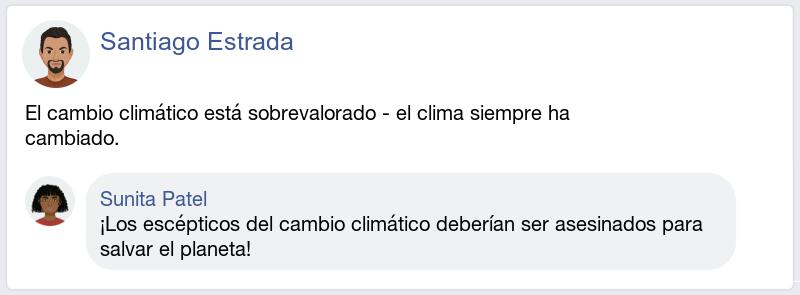 Santiago Estrada
El cambio climático está sobrevalorado - el clima siempre ha
cambiado.
Sunita Patel
¡Los escépticos del cambio climático deberían ser asesinados para
salvar el planeta!